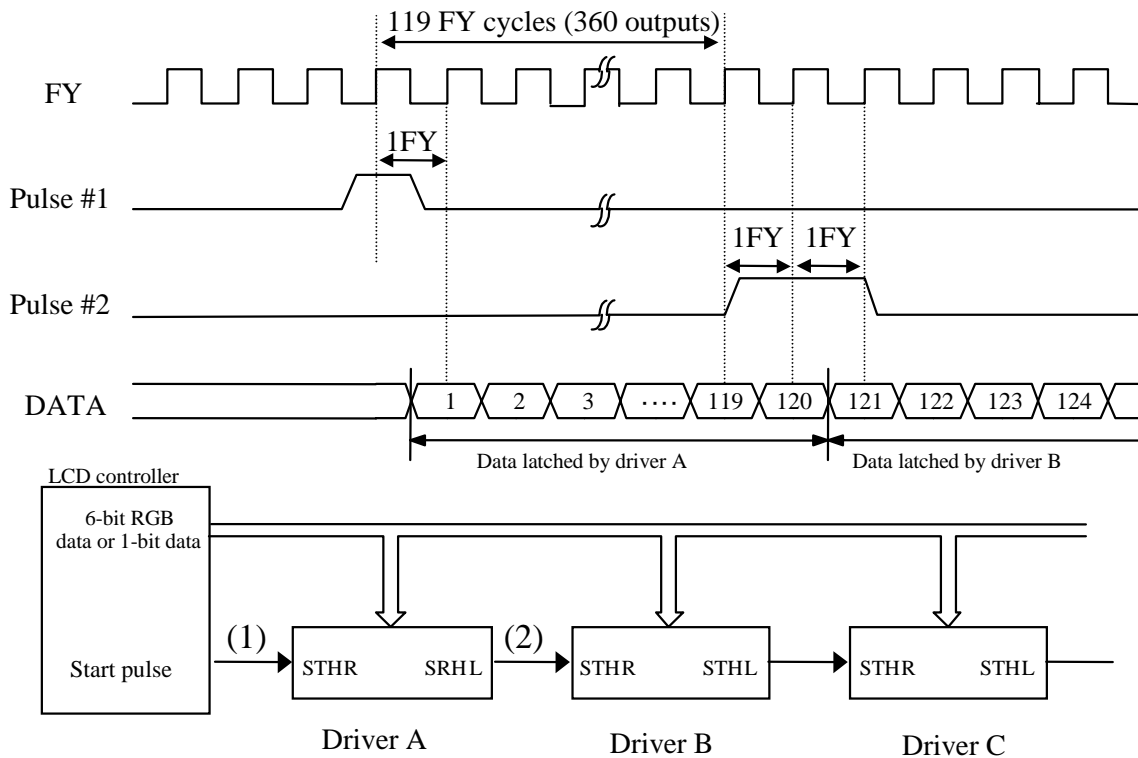 119 FY cycles (360 outputs)
FY
1FY
Pulse #1
1FY 1FY
Pulse #2
DATA 1 2 3 ···· 119 120 121 122 123 124
Data latched by driver A Data latched by driver B
LCD controller
6-bit RGB
data or 1-bit data
(1) (2)
Start pulse STHR SRHL STHR STHL STHR STHL
Driver A Driver B Driver C